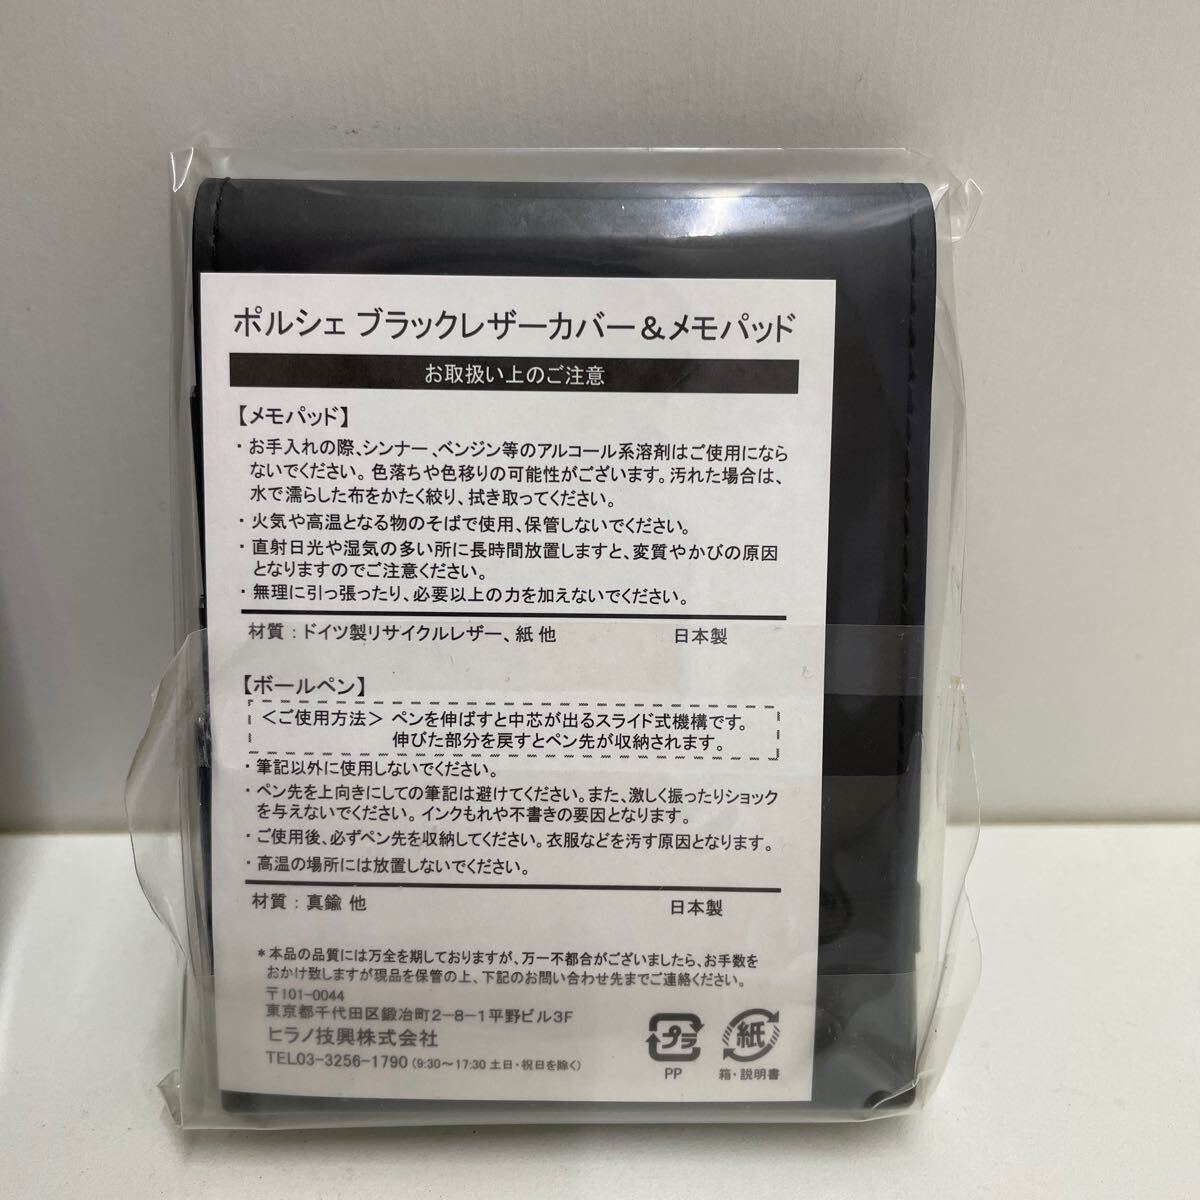 ポルシェ ブラックレザーカバー＆メモパッド
お取扱い上のご注意
【メモパッド】
・お手入れの際、シンナー、ベンジン等のアルコール系溶剤はご使用になら
ないでください。色落ちや色移りの可能性がございます。汚れた場合は、
水で濡らした布をかたく絞り、拭き取ってください。
・火気や高温となる物のそばで使用、保管しないでください。
・直射日光や湿気の多い所に長時間放置しますと、変質やかびの原因
となりますのでご注意ください。
・無理に引っ張ったり、必要以上の力を加えないでください。
材質：ドイツ製リサイクルレザー、紙 他 日本製
【ボールペン】
＜ご使用方法＞ ペンを伸ばすと中芯が出るスライド式機構です。
伸びた部分を戻すとペン先が収納されます。
・筆記以外に使用しないでください。
・ペン先を上向きにしての筆記は避けてください。また、激しく振ったりショック
を与えないでください。インクもれや不書きの要因となります。
・ご使用後、必ずペン先を収納してください。衣服などを汚す原因となります。
・高温の場所には放置しないでください。
材質：真鍮 他 日本製
＊本品の品質には万全を期しておりますが、万一不都合がございましたら、お手数を
おかけ致しますが現品を保管の上、下記のお問い合わせ先までご連絡ください。
〒101-0044
東京都千代田区鍛冶町2-8-1平野ビル3F
ヒラノ技興株式会社
TEL03-3256-1790（9:30～17:30 土日・祝日を除く）
プラ
PP
紙
箱・説明書